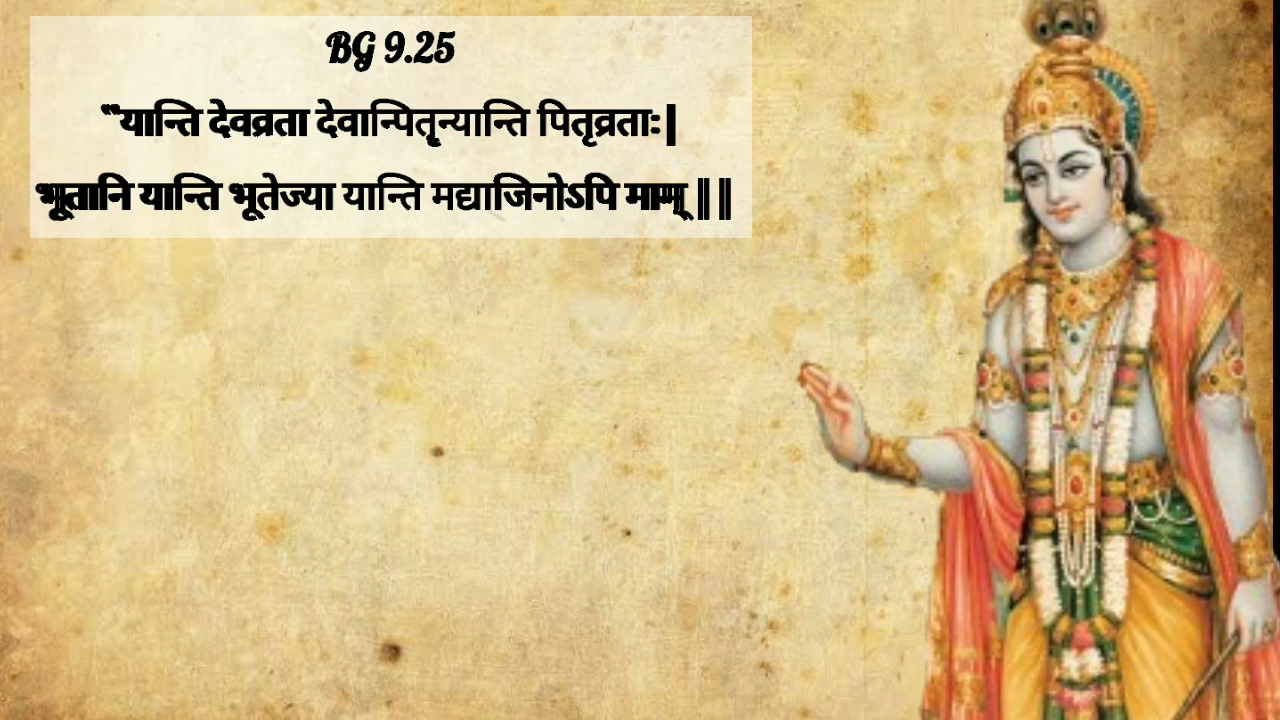 BG 9.25
“यान्ति देवव्रता देवान्पितॄन्यान्ति पितृव्रताः|
भूतानि यान्ति भूतेज्या यान्ति मद्याजिनोऽपि माम् ||